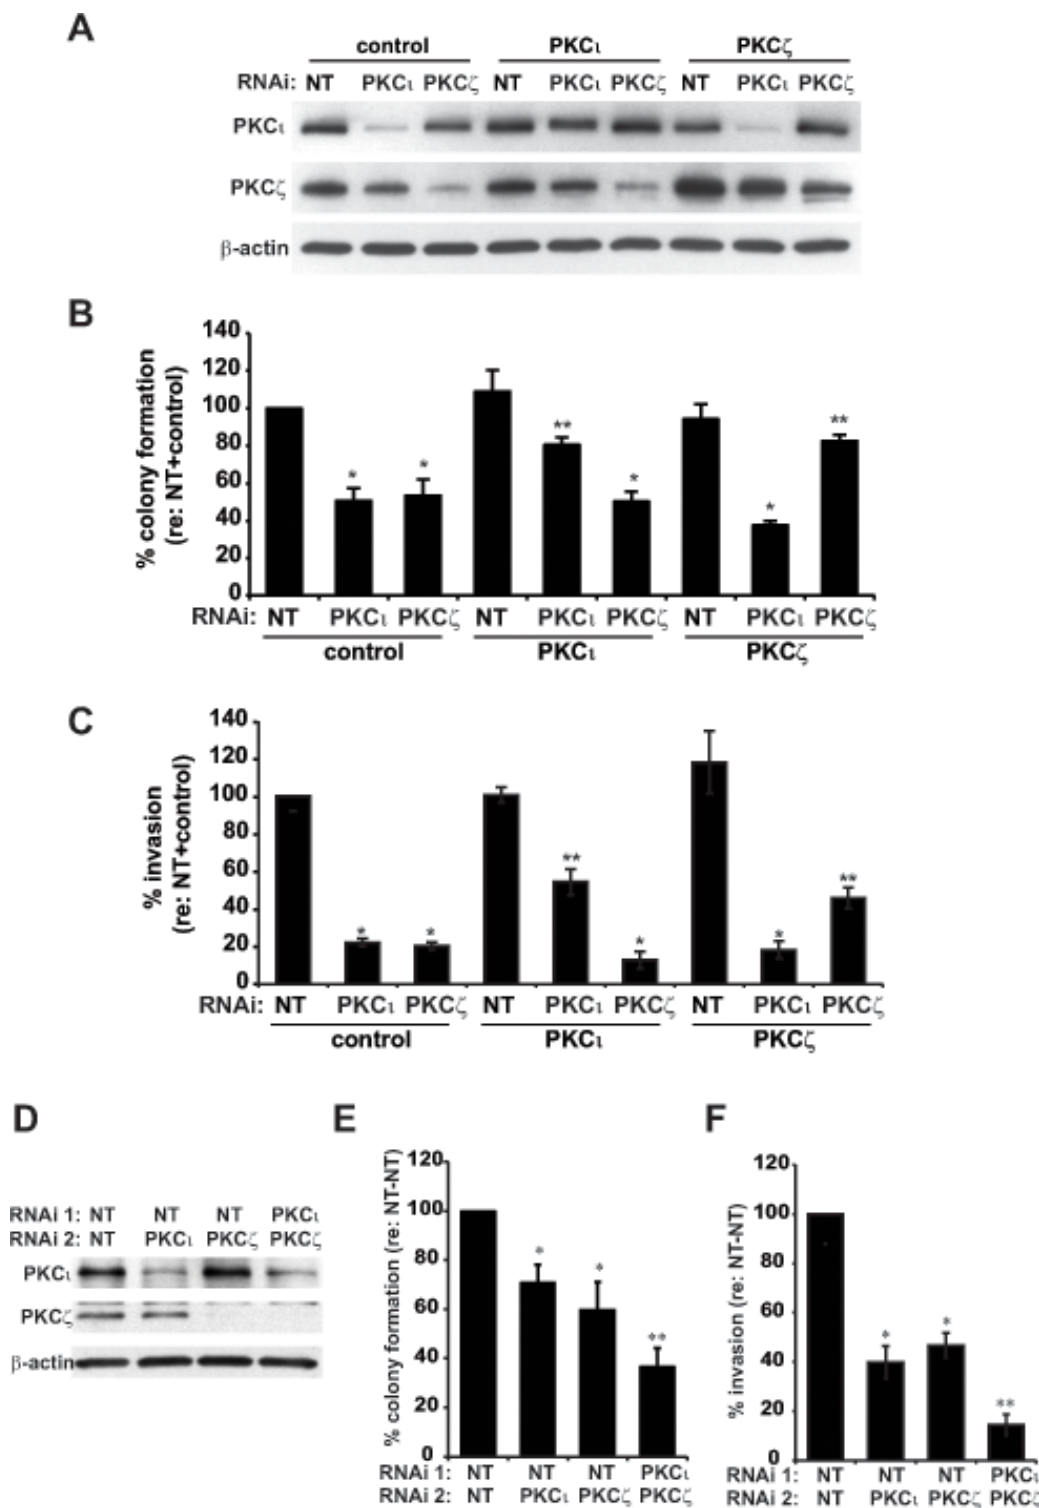 A
control PKCι PKCζ
RNAi: NT PKCι PKCζ NT PKCι PKCζ NT PKCι PKCζ
PKCι
PKCζ
β-actin
B
% colony formation
(re: NT+control)
140
120
100
80
60
40
20
0
* * ** * * **
RNAi: NT PKCι PKCζ NT PKCι PKCζ NT PKCι PKCζ
control PKCι PKCζ
C
% invasion
(re: NT+control)
140
120
100
80
60
40
20
0
* * ** * * **
RNAi: NT PKCι PKCζ NT PKCι PKCζ NT PKCι PKCζ
control PKCι PKCζ
D
RNAi 1: NT NT NT PKCι
RNAi 2: NT PKCι PKCζ PKCζ
PKCι
PKCζ
β-actin
E
% colony formation (re: NT-NT)
120
100
80
60
40
20
0
* * **
RNAi 1: NT NT NT PKCι
RNAi 2: NT PKCι PKCζ PKCζ
F
% invasion (re: NT-NT)
120
100
80
60
40
20
0
* * **
RNAi 1: NT NT NT PKCι
RNAi 2: NT PKCι PKCζ PKCζ